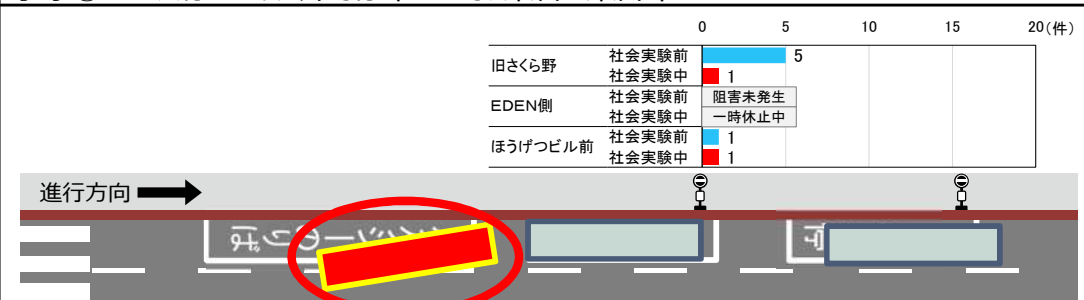 0 5 10 15 20(件)
旧さくら野 社会実験前 5
社会実験中 1
EDEN側 社会実験前 阻害未発生
社会実験中 一時休止中
ほうげつビル前 社会実験前 1
社会実験中 1
進行方向